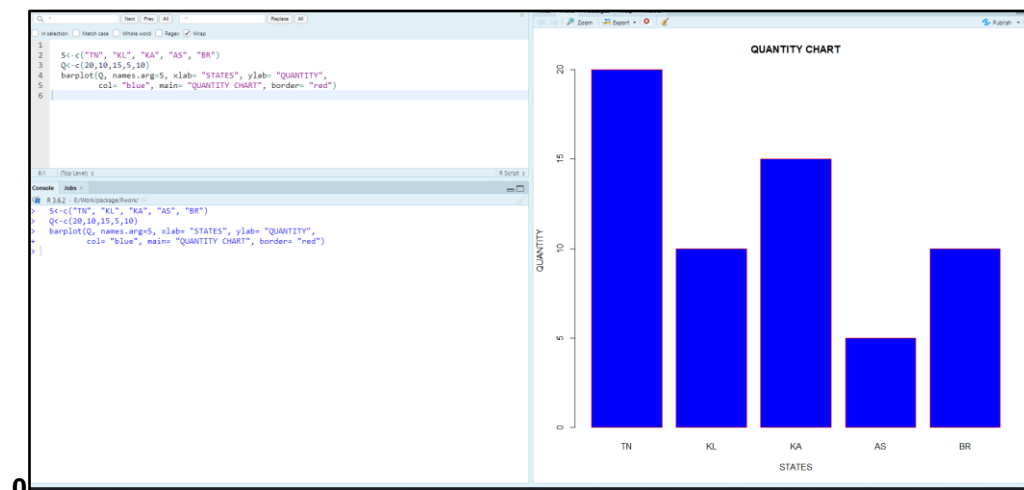 Next Prev All Replace All
In selection Match case Whole word Regex Wrap
1
2 S<-c("TN", "KL", "KA", "AS", "BR")
3 Q<-c(20,10,15,5,10)
4 barplot(Q, names.arg=S, xlab= "STATES", ylab= "QUANTITY",
5 col= "blue", main= "QUANTITY CHART", border= "red")
6
6:1 (Top Level) R Script
Console Jobs
R 3.6.2 - D:/Work/package/Rwork/
> S<-c("TN", "KL", "KA", "AS", "BR")
> Q<-c(20,10,15,5,10)
> barplot(Q, names.arg=S, xlab= "STATES", ylab= "QUANTITY",
+ col= "blue", main= "QUANTITY CHART", border= "red")
>
Zoom Export Publish
QUANTITY CHART
QUANTITY
20
15
10
5
0
TN KL KA AS BR
STATES
0